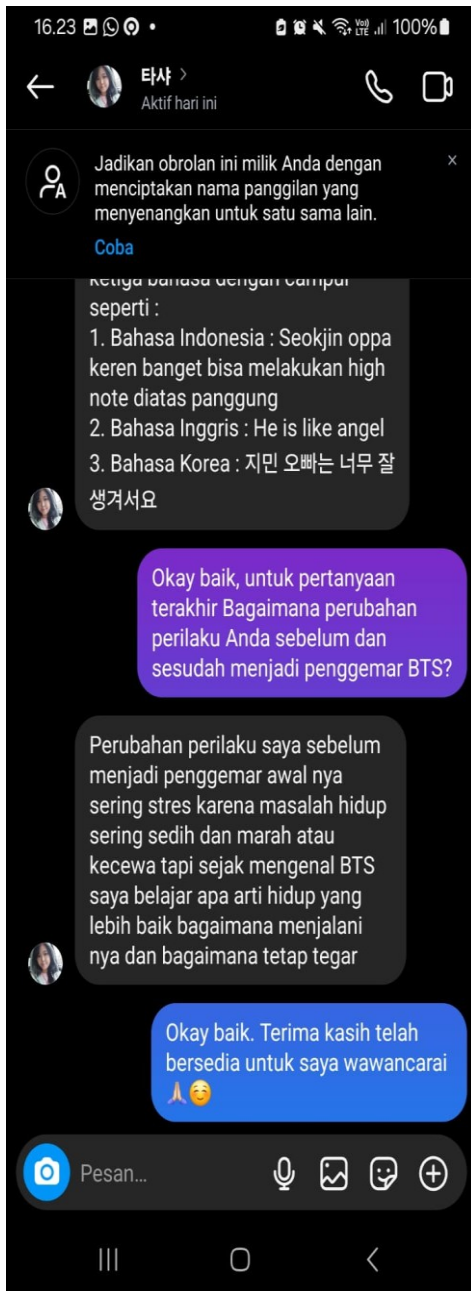 16.23
100%
타샤 >
Aktif hari ini
Jadikan obrolan ini milik Anda dengan
menciptakan nama panggilan yang
menyenangkan untuk satu sama lain.
Coba
ketiga bahasa dengan campur
seperti :
1. Bahasa Indonesia : Seokjin oppa
keren banget bisa melakukan high
note diatas panggung
2. Bahasa Inggris : He is like angel
3. Bahasa Korea : 지민 오빠는 너무 잘
생겨서요
Okay baik, untuk pertanyaan
terakhir Bagaimana perubahan
perilaku Anda sebelum dan
sesudah menjadi penggemar BTS?
Perubahan perilaku saya sebelum
menjadi penggemar awal nya
sering stres karena masalah hidup
sering sedih dan marah atau
kecewa tapi sejak mengenal BTS
saya belajar apa arti hidup yang
lebih baik bagaimana menjalani
nya dan bagaimana tetap tegar
Okay baik. Terima kasih telah
bersedia untuk saya wawancarai
🙏🏻☺️
Pesan...